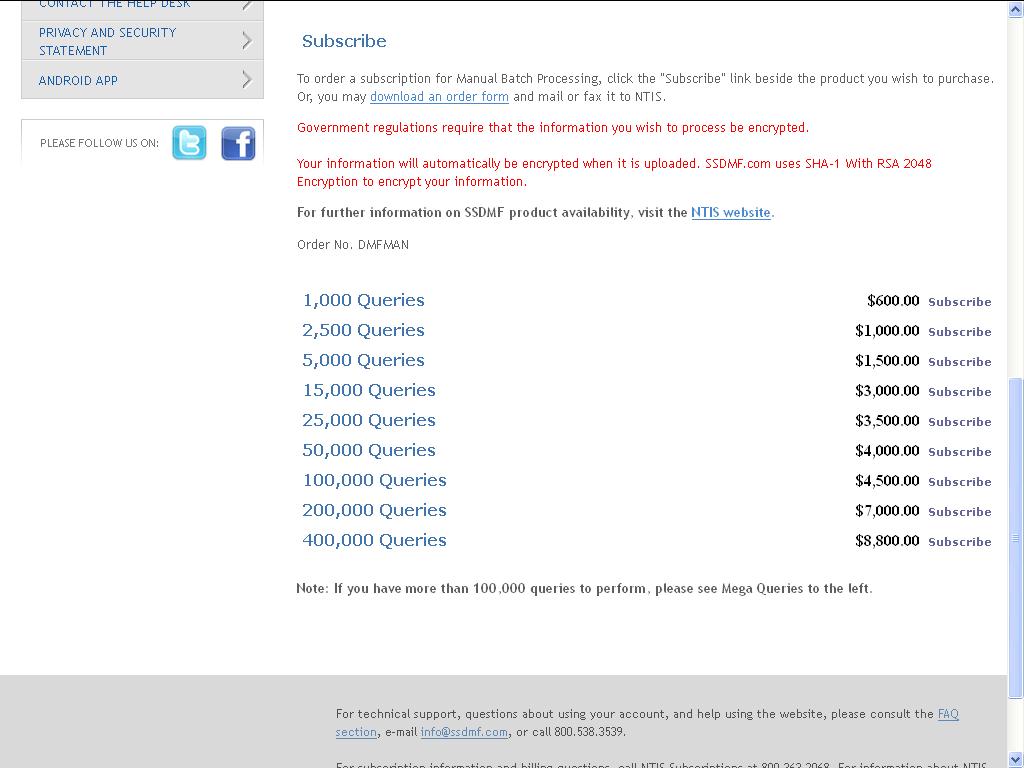 CONTACT THE HELP DESK
PRIVACY AND SECURITY
STATEMENT
ANDROID APP
PLEASE FOLLOW US ON:
Subscribe
To order a subscription for Manual Batch Processing, click the "Subscribe" link beside the product you wish to purchase.
Or, you may download an order form and mail or fax it to NTIS.
Government regulations require that the information you wish to process be encrypted.
Your information will automatically be encrypted when it is uploaded. SSDMF.com uses SHA-1 With RSA 2048
Encryption to encrypt your information.
For further information on SSDMF product availability, visit the NTIS website.
Order No. DMFMAN
1,000 Queries $600.00 Subscribe
2,500 Queries $1,000.00 Subscribe
5,000 Queries $1,500.00 Subscribe
15,000 Queries $3,000.00 Subscribe
25,000 Queries $3,500.00 Subscribe
50,000 Queries $4,000.00 Subscribe
100,000 Queries $4,500.00 Subscribe
200,000 Queries $7,000.00 Subscribe
400,000 Queries $8,800.00 Subscribe
Note: If you have more than 100,000 queries to perform, please see Mega Queries to the left.
For technical support, questions about using your account, and help using the website, please consult the FAQ
section, e-mail info@ssdmf.com, or call 800.538.3539.
For subscription information and billing questions, call NTIS Subscriptions at 800.363.2068. For information about NTIS